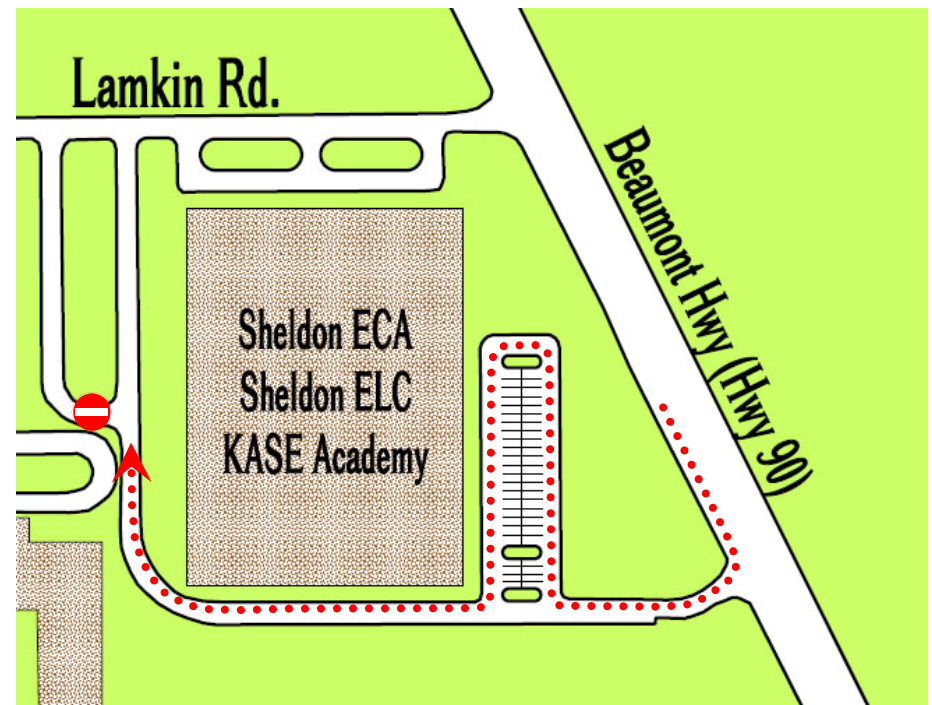 Lamkin Rd.
Beaumont Hwy (Hwy 90)
Sheldon ECA
Sheldon ELC
KASE Academy